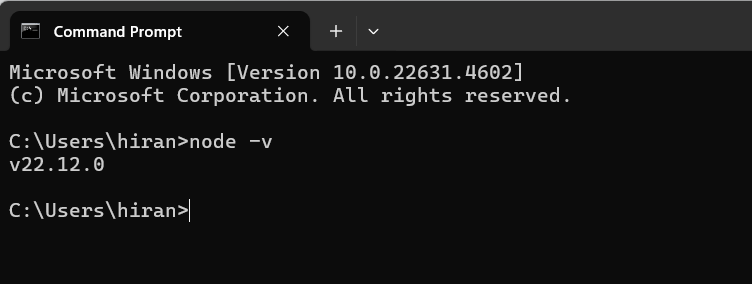 Command Prompt
Microsoft Windows [Version 10.0.22631.4602]
(c) Microsoft Corporation. All rights reserved.
C:\Users\hiran>node -v
v22.12.0
C:\Users\hiran>